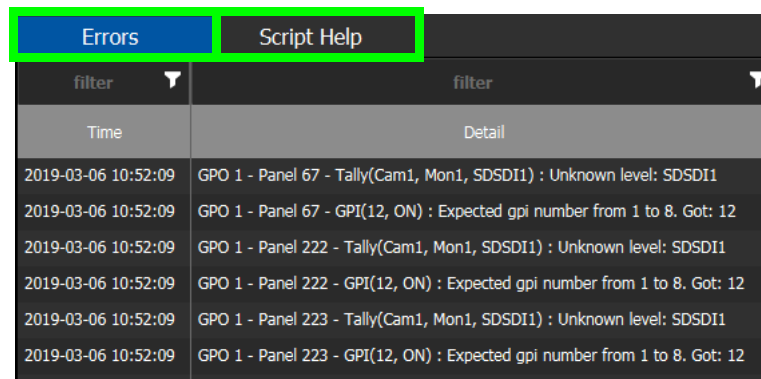 Errors Script Help
filter filter
Time Detail
2019-03-06 10:52:09 GPO 1 - Panel 67 - Tally(Cam1, Mon1, SDSDI1) : Unknown level: SDSDI1
2019-03-06 10:52:09 GPO 1 - Panel 67 - GPI(12, ON) : Expected gpi number from 1 to 8. Got: 12
2019-03-06 10:52:09 GPO 1 - Panel 222 - Tally(Cam1, Mon1, SDSDI1) : Unknown level: SDSDI1
2019-03-06 10:52:09 GPO 1 - Panel 222 - GPI(12, ON) : Expected gpi number from 1 to 8. Got: 12
2019-03-06 10:52:09 GPO 1 - Panel 223 - Tally(Cam1, Mon1, SDSDI1) : Unknown level: SDSDI1
2019-03-06 10:52:09 GPO 1 - Panel 223 - GPI(12, ON) : Expected gpi number from 1 to 8. Got: 12